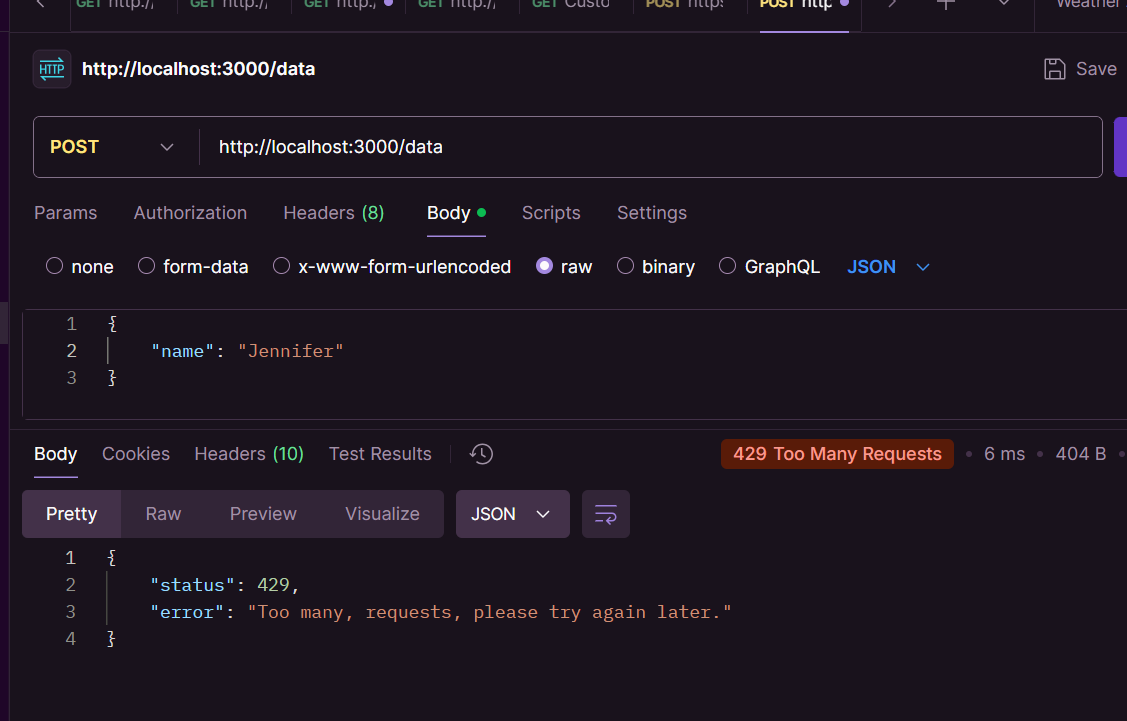 GET http:// GET http:// GET http:/ GET http:// GET Custo POST https POST http Weather
HTTP http://localhost:3000/data Save
POST http://localhost:3000/data
Params Authorization Headers (8) Body Scripts Settings
none form-data x-www-form-urlencoded raw binary GraphQL JSON
1 {
2 "name": "Jennifer"
3 }
Body Cookies Headers (10) Test Results 429 Too Many Requests • 6 ms • 404 B •
Pretty Raw Preview Visualize JSON
1 {
2 "status": 429,
3 "error": "Too many, requests, please try again later."
4 }